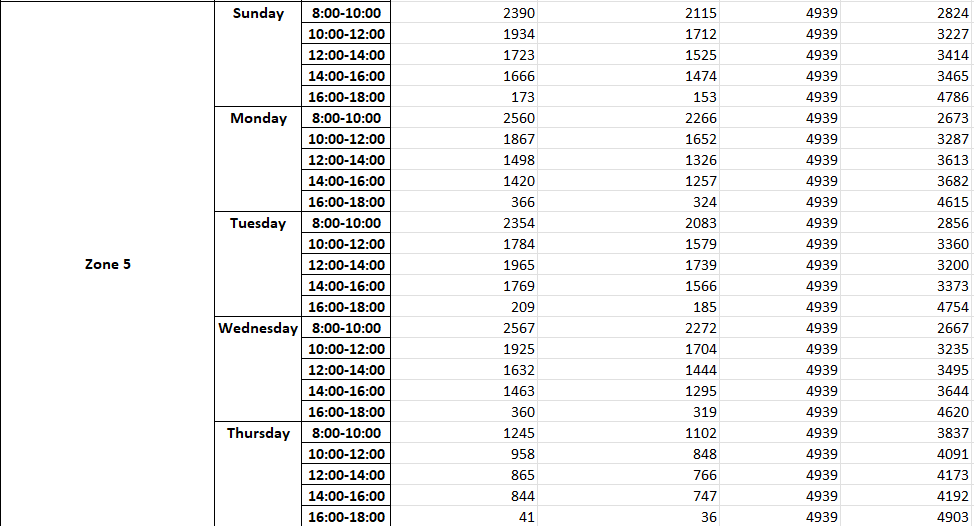 Sunday 8:00-10:00 2390 2115 4939 2824
10:00-12:00 1934 1712 4939 3227
12:00-14:00 1723 1525 4939 3414
14:00-16:00 1666 1474 4939 3465
16:00-18:00 173 153 4939 4786
Monday 8:00-10:00 2560 2266 4939 2673
10:00-12:00 1867 1652 4939 3287
12:00-14:00 1498 1326 4939 3613
14:00-16:00 1420 1257 4939 3682
16:00-18:00 366 324 4939 4615
Tuesday 8:00-10:00 2354 2083 4939 2856
10:00-12:00 1784 1579 4939 3360
Zone 5 12:00-14:00 1965 1739 4939 3200
14:00-16:00 1769 1566 4939 3373
16:00-18:00 209 185 4939 4754
Wednesday 8:00-10:00 2567 2272 4939 2667
10:00-12:00 1925 1704 4939 3235
12:00-14:00 1632 1444 4939 3495
14:00-16:00 1463 1295 4939 3644
16:00-18:00 360 319 4939 4620
Thursday 8:00-10:00 1245 1102 4939 3837
10:00-12:00 958 848 4939 4091
12:00-14:00 865 766 4939 4173
14:00-16:00 844 747 4939 4192
16:00-18:00 41 36 4939 4903